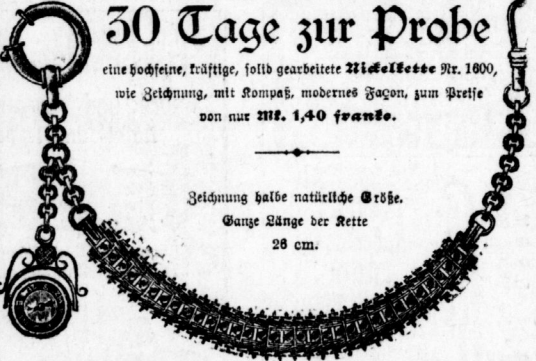 30 Tage zur Probe
eine hochfeine, kräftige, solid gearbeitete Nickelkette Nr. 1600,
wie Zeichnung, mit Kompaß, modernes Façon, zum Preise
von nur Mk. 1,40 franko.
Zeichnung halbe natürliche Größe.
Ganze Länge der Kette
26 cm.